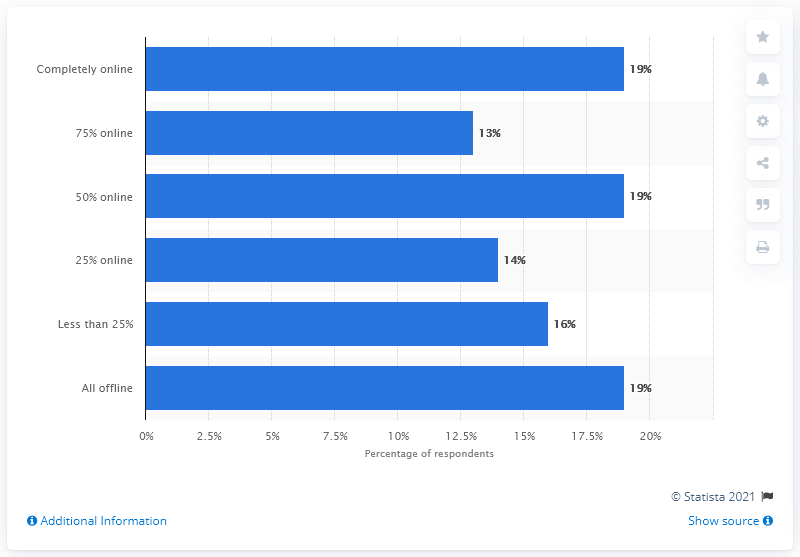 Completely online 19%
75% online 13%
50% online 19%
25% online 14%
Less than 25% 16%
All offline 19%
0% 2.5% 5% 7.5% 10% 12.5% 15% 17.5% 20%
Percentage of respondents
© Statista 2021
Additional Information Show source